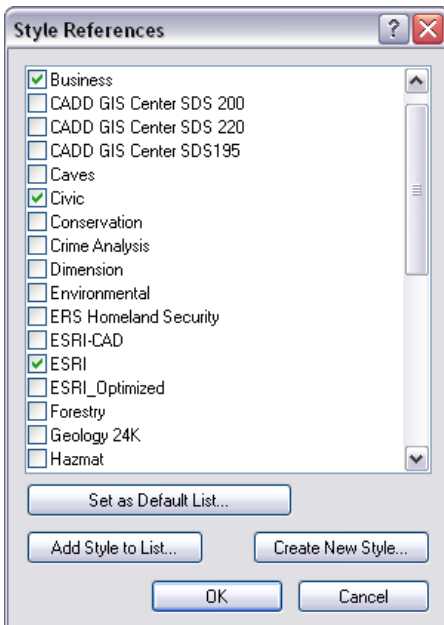 Style References
Business
CADD GIS Center SDS 200
CADD GIS Center SDS 220
CADD GIS Center SDS195
Caves
Civic
Conservation
Crime Analysis
Dimension
Environmental
ERS Homeland Security
ESRI-CAD
ESRI
ESRI_Optimized
Forestry
Geology 24K
Hazmat
Set as Default List...
Add Style to List... Create New Style...
OK Cancel